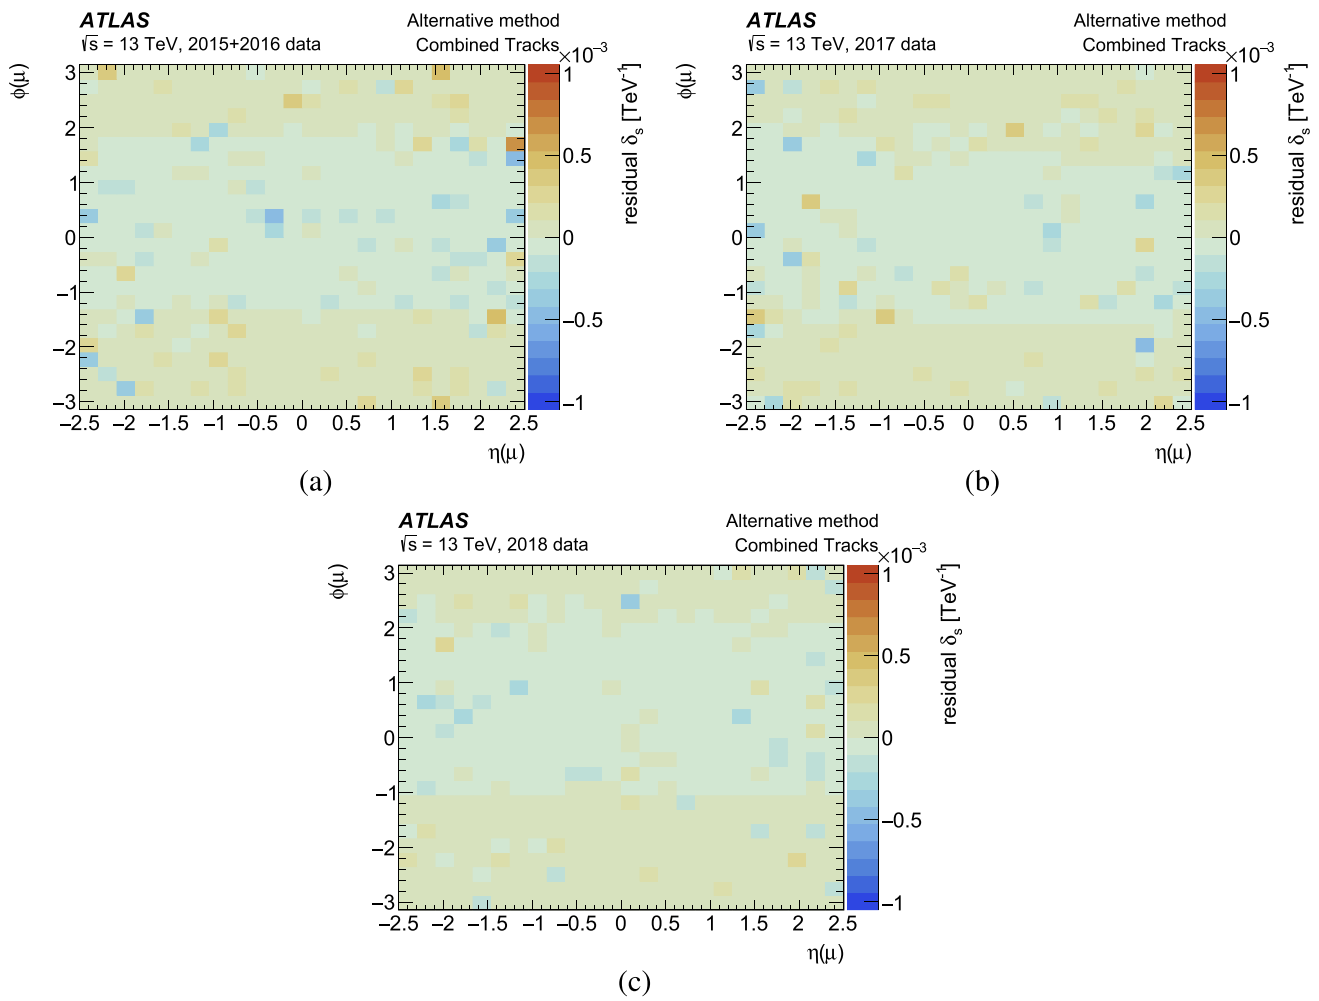 ATLAS Alternative method
√s = 13 TeV, 2015+2016 data Combined Tracks
×10⁻³
ϕ(μ)
3
2
1
0
−1
−2
−3
−2.5 −2 −1.5 −1 −0.5 0 0.5 1 1.5 2 2.5
η(μ)
1
0.5
0
−0.5
−1
residual δs [TeV⁻¹]
(a)
ATLAS Alternative method
√s = 13 TeV, 2017 data Combined Tracks
×10⁻³
ϕ(μ)
3
2
1
0
−1
−2
−3
−2.5 −2 −1.5 −1 −0.5 0 0.5 1 1.5 2 2.5
η(μ)
1
0.5
0
−0.5
−1
residual δs [TeV⁻¹]
(b)
ATLAS Alternative method
√s = 13 TeV, 2018 data Combined Tracks
×10⁻³
ϕ(μ)
3
2
1
0
−1
−2
−3
−2.5 −2 −1.5 −1 −0.5 0 0.5 1 1.5 2 2.5
η(μ)
1
0.5
0
−0.5
−1
residual δs [TeV⁻¹]
(c)